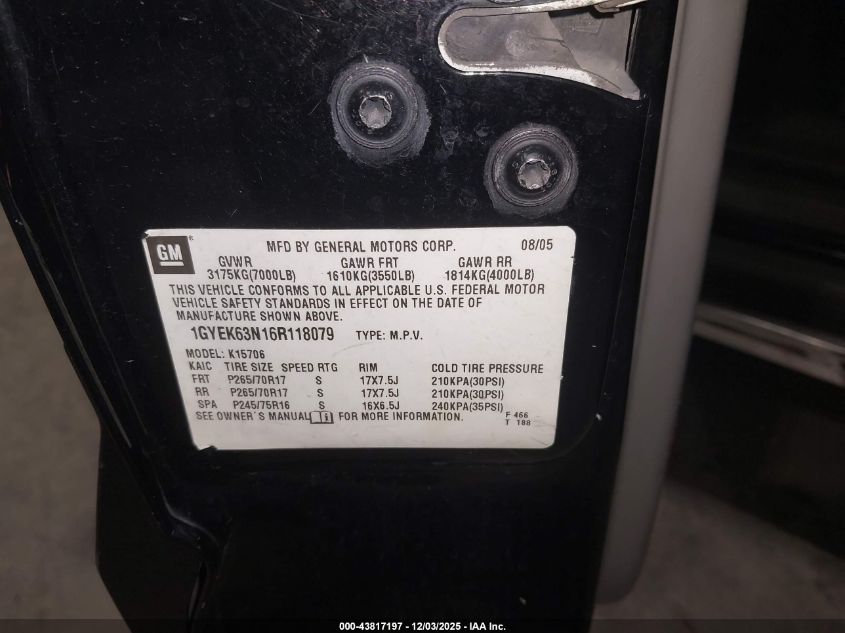 GM ® MFD BY GENERAL MOTORS CORP. 08/05
GVWR GAWR FRT GAWR RR
3175KG(7000LB) 1610KG(3550LB) 1814KG(4000LB)
THIS VEHICLE CONFORMS TO ALL APPLICABLE U.S. FEDERAL MOTOR
VEHICLE SAFETY STANDARDS IN EFFECT ON THE DATE OF
MANUFACTURE SHOWN ABOVE.
1GYEK63N16R118079 TYPE: M.P.V.
MODEL: K15706
KAIC TIRE SIZE SPEED RTG RIM COLD TIRE PRESSURE
FRT P265/70R17 S 17X7.5J 210KPA(30PSI)
RR P265/70R17 S 17X7.5J 210KPA(30PSI)
SPA P245/75R16 S 16X6.5J 240KPA(35PSI)
SEE OWNER'S MANUAL FOR MORE INFORMATION. F 466
T 188
000-43817197 - 12/03/2025 - IAA Inc.